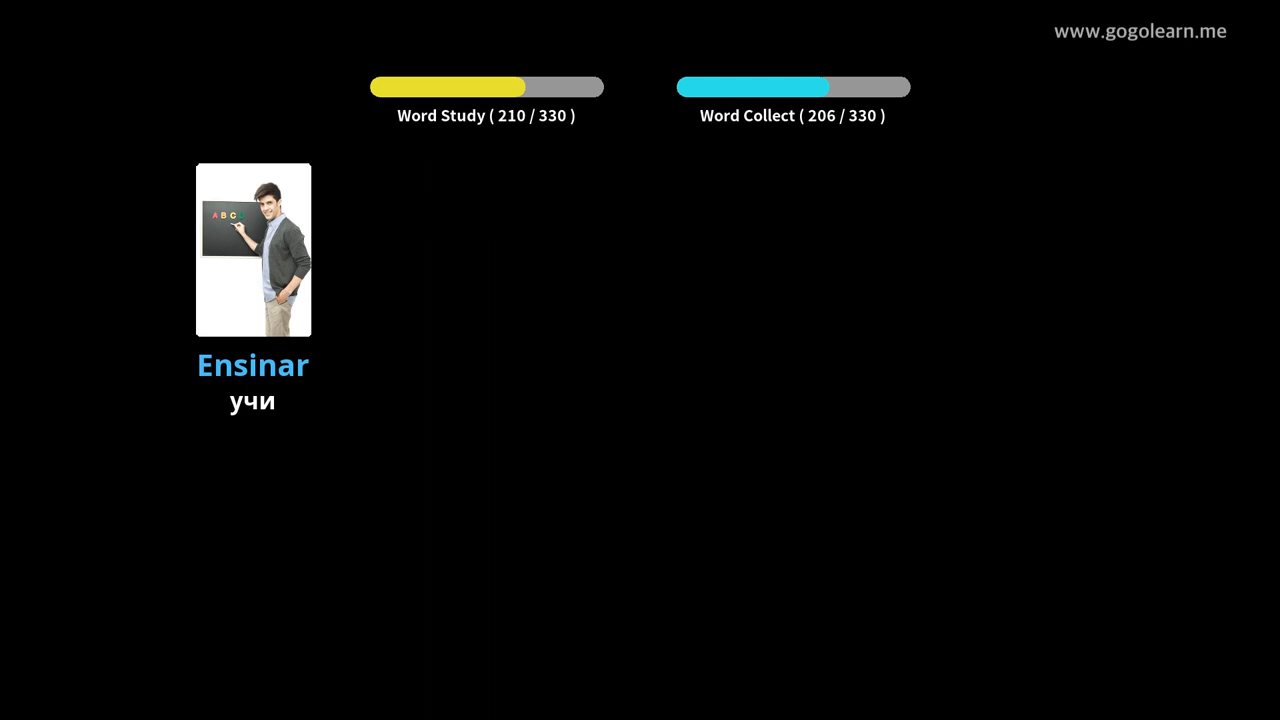 www.gogolearn.me
Word Study ( 210 / 330 )
Word Collect ( 206 / 330 )
A B C D
Ensinar
учи